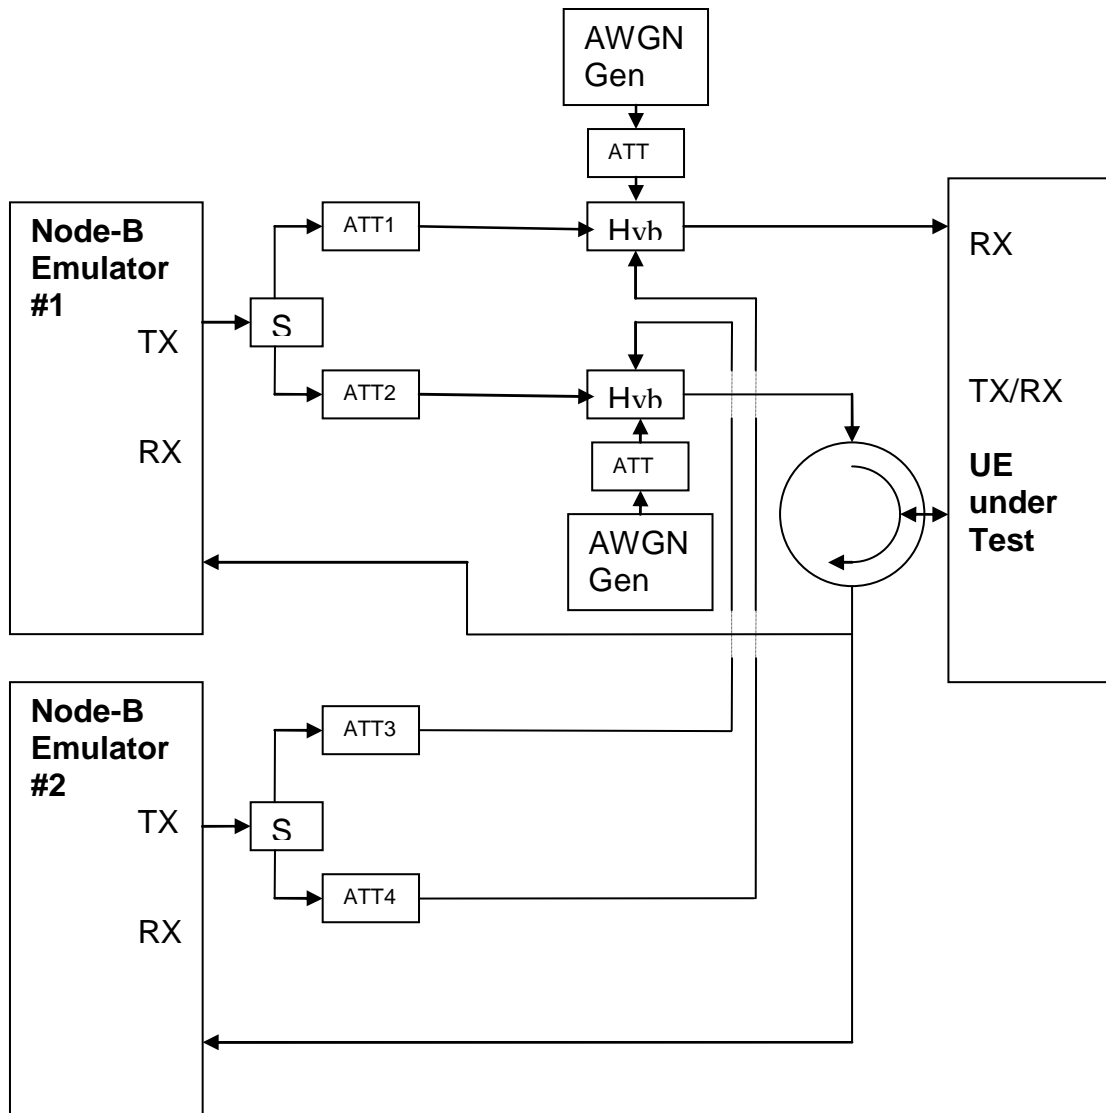 AWGN
Gen
ATT
Node-B
Emulator
#1
TX
RX
S
ATT1
ATT2
Hyb
Hyb
ATT
AWGN
Gen
RX
TX/RX
UE
under
Test
Node-B
Emulator
#2
TX
RX
S
ATT3
ATT4